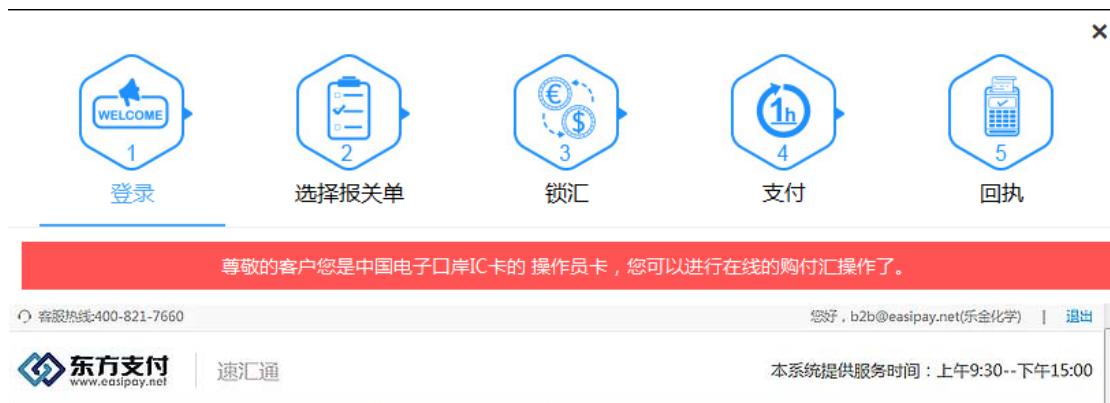 ×
WELCOME
€
$
1h
1 2 3 4 5
登录 选择报关单 锁汇 支付 回执
尊敬的客户您是中国电子口岸IC卡的 操作员卡，您可以进行在线的购付汇操作了。
客服热线:400-821-7660 您好，b2b@easipay.net(乐金化学) | 退出
东方支付 速汇通 本系统提供服务时间：上午9:30--下午15:00
www.easipay.net